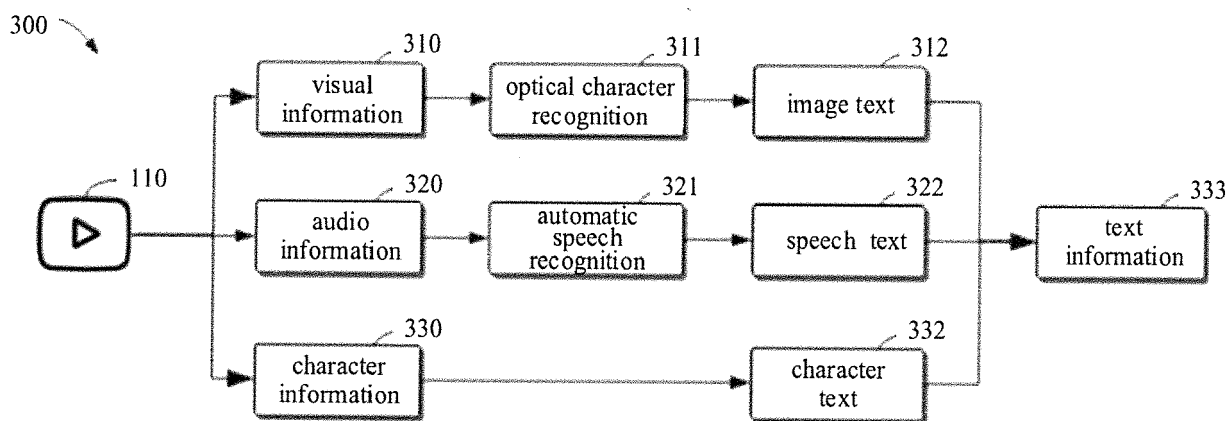 300
310
311
312
visual
information
optical character
recognition
image text
110
320
321
322
333
audio
information
automatic
speech
recognition
speech text
text
information
330
332
character
information
character
text